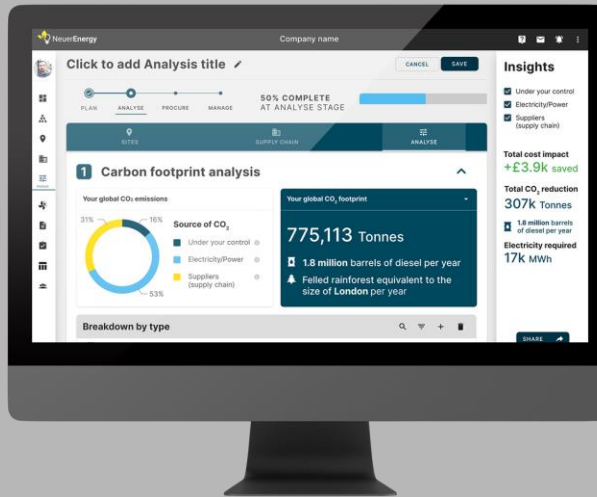 NeuerEnergy
Company name
Click to add Analysis title
CANCEL
SAVE
PLAN
ANALYSE
PROCURE
MANAGE
50% COMPLETE
AT ANALYSE STAGE
SITES
SUPPLY CHAIN
ANALYSE
1 Carbon footprint analysis
Your global CO₂ emissions
31%
16%
53%
Source of CO₂
Under your control
Electricity/Power
Suppliers
(supply chain)
Your global CO₂ footprint
775,113 Tonnes
1.8 million barrels of diesel per year
Felled rainforest equivalent to the
size of London per year
Breakdown by type
Insights
Under your control
Electricity/Power
Suppliers
(supply chain)
Total cost impact
+£3.9k saved
Total CO₂ reduction
307k Tonnes
1.8 million barrels
of diesel per year
Electricity required
17k MWh
SHARE